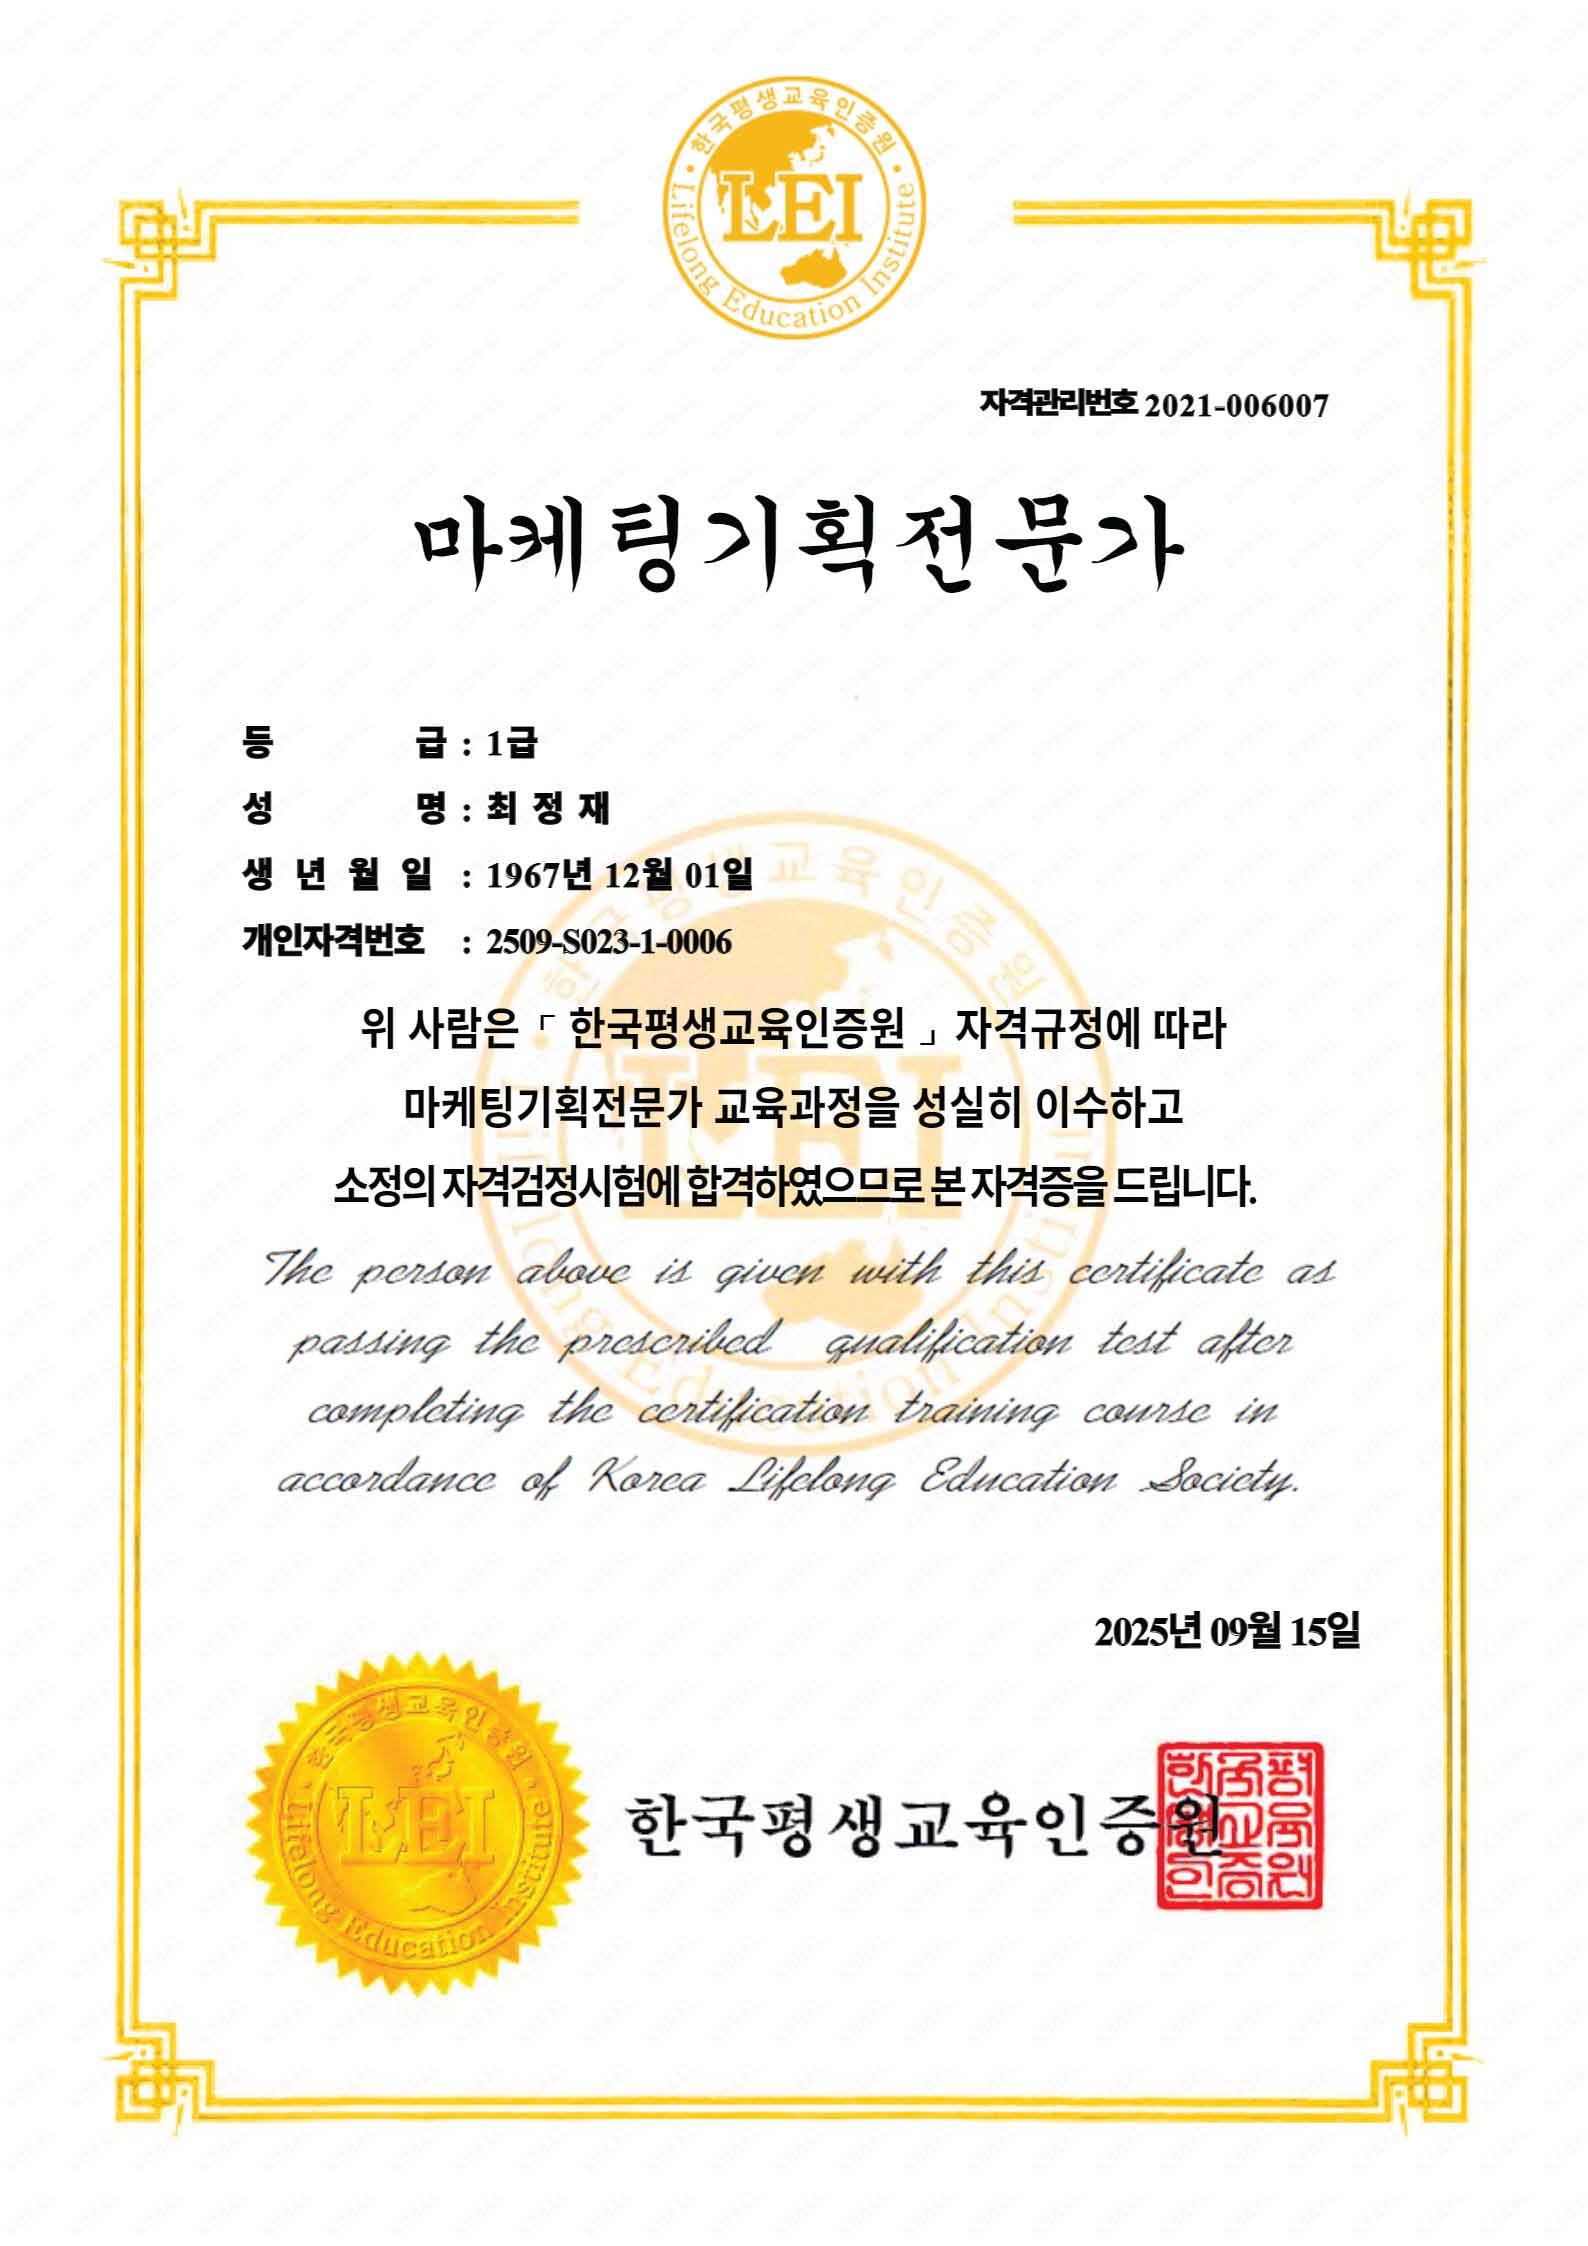 한국평생교육인증원
LEI
Lifelong Education Institute
자격관리번호 2021-006007
마케팅기획전문가
등 급 : 1급
성 명 : 최 정 재
생 년 월 일 : 1967년 12월 01일
개인자격번호 : 2509-S023-1-0006
위 사람은「 한국평생교육인증원 」자격규정에 따라
마케팅기획전문가 교육과정을 성실히 이수하고
소정의 자격검정시험에 합격하였으므로 본 자격증을 드립니다.
The person above is given with this certificate as
passing the prescribed qualification test after
completing the certification training course in
accordance of Korea Lifelong Education Society.
2025년 09월 15일
한국평생교육인증원
LEI
Lifelong Education Institute
한국평생교육인증원